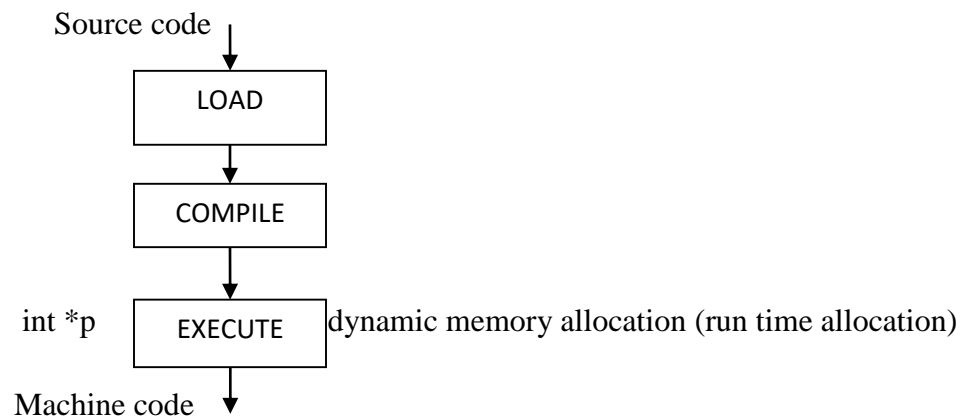 Source code
LOAD
COMPILE
int *p EXECUTE dynamic memory allocation (run time allocation)
Machine code